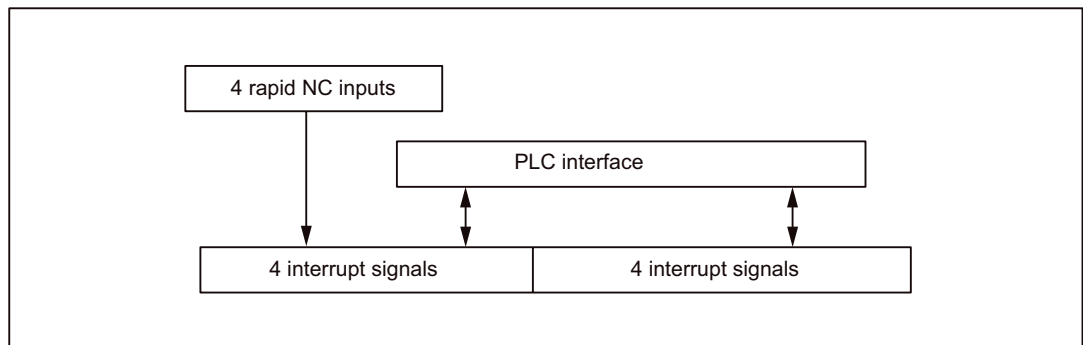 4 rapid NC inputs
PLC interface
4 interrupt signals
4 interrupt signals